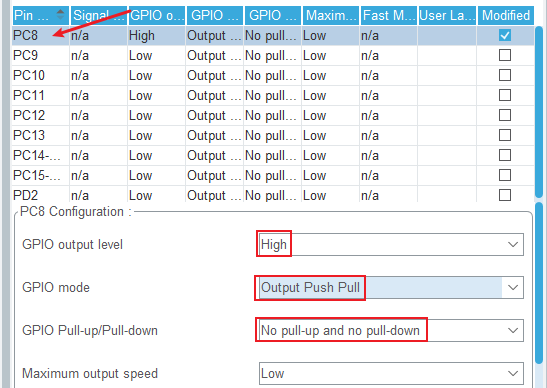 Pin ... Signal ... GPIO o... GPIO ... GPIO ... Maxim... Fast M... User La... Modified
PC8 n/a High Output ... No pull... Low n/a
PC9 n/a Low Output ... No pull... Low n/a
PC10 n/a Low Output ... No pull... Low n/a
PC11 n/a Low Output ... No pull... Low n/a
PC12 n/a Low Output ... No pull... Low n/a
PC13 n/a Low Output ... No pull... Low n/a
PC14-... n/a Low Output ... No pull... Low n/a
PC15-... n/a Low Output ... No pull... Low n/a
PD2 n/a Low Output ... No pull... Low n/a
PC8 Configuration :
GPIO output level High
GPIO mode Output Push Pull
GPIO Pull-up/Pull-down No pull-up and no pull-down
Maximum output speed Low